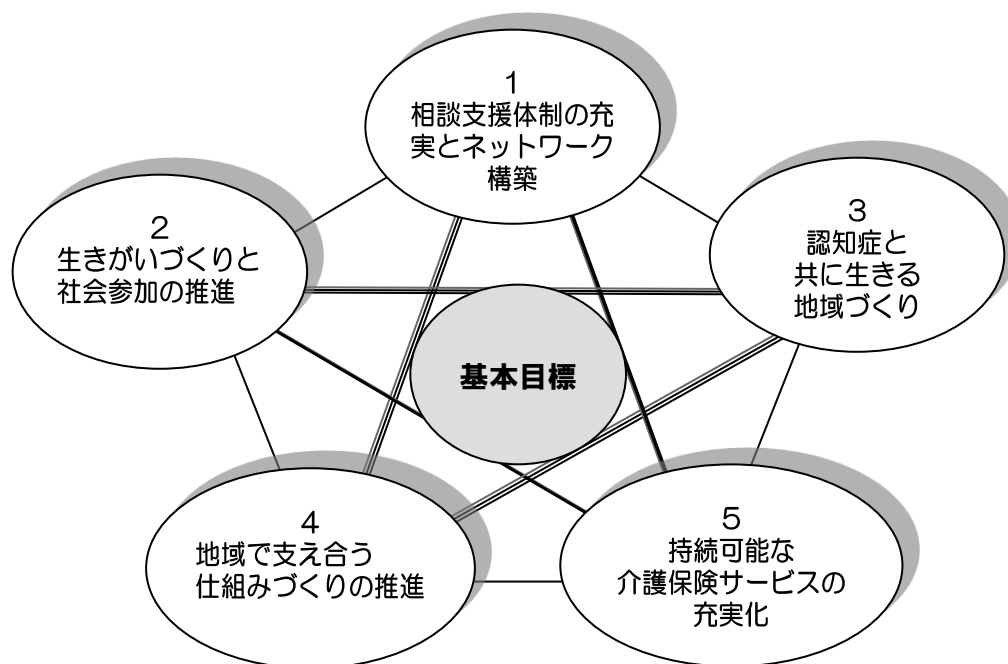 1
相談支援体制の充
実とネットワーク
構築
2
生きがいづくりと
社会参加の推進
3
認知症と
共に生きる
地域づくり
基本目標
4
地域で支え合う
仕組みづくりの推進
5
持続可能な
介護保険サービスの
充実化